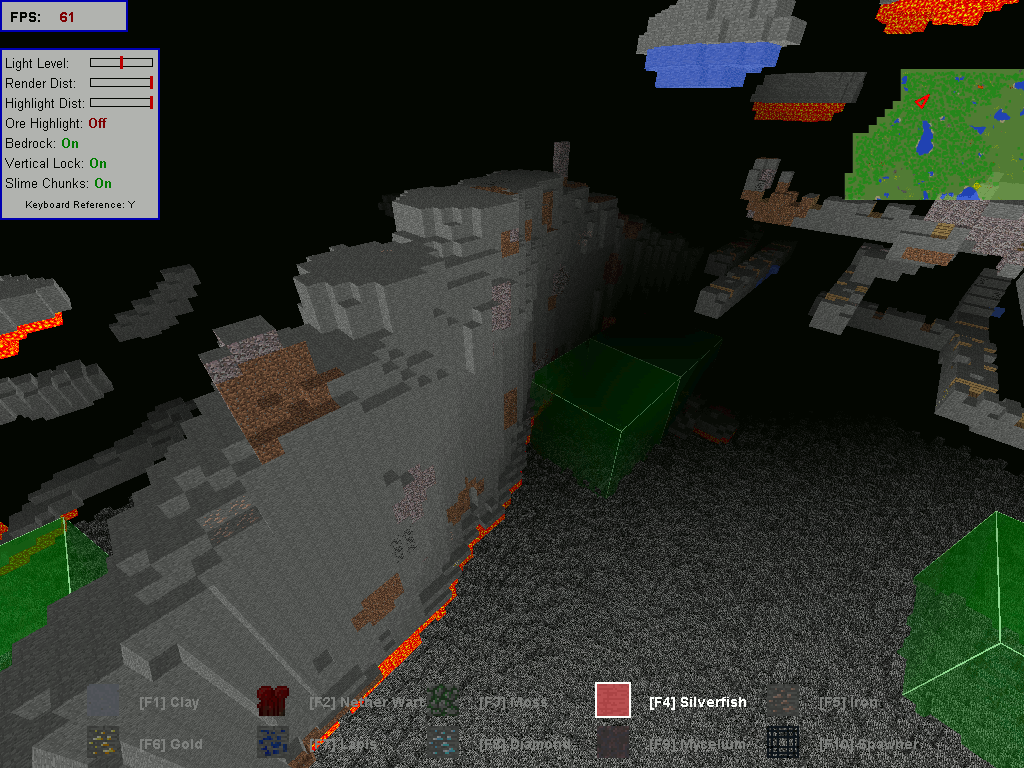 FPS: 61
Light Level:
Render Dist:
Highlight Dist:
Ore Highlight: Off
Bedrock: On
Vertical Lock: On
Slime Chunks: On
Keyboard Reference: Y
[F1] Clay [F2] Nether Wart [F3] Moss [F4] Silverfish [F5] Iron
[F6] Gold [F7] Lapis [F8] Diamond [F9] Mycelium [F10] Spawner